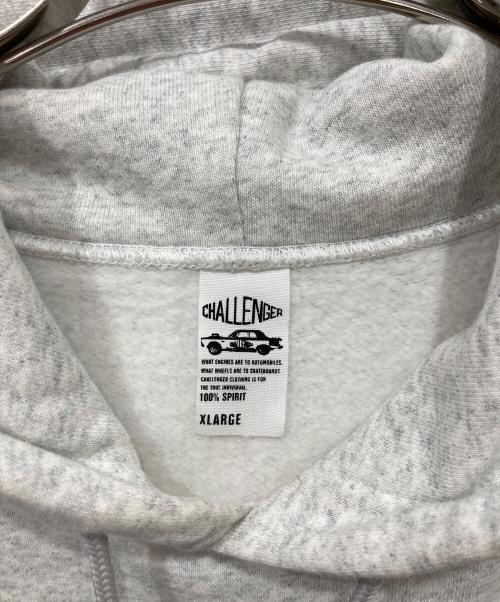 CHALLENGER
WHAT ENGINES ARE TO AUTOMOBILES.
WHAT WHEELS ARE TO SKATEBOARDS.
CHALLENGER CLOTHING IS FOR
THE TRUE INDIVIDUAL.
100% SPIRIT
XLARGE